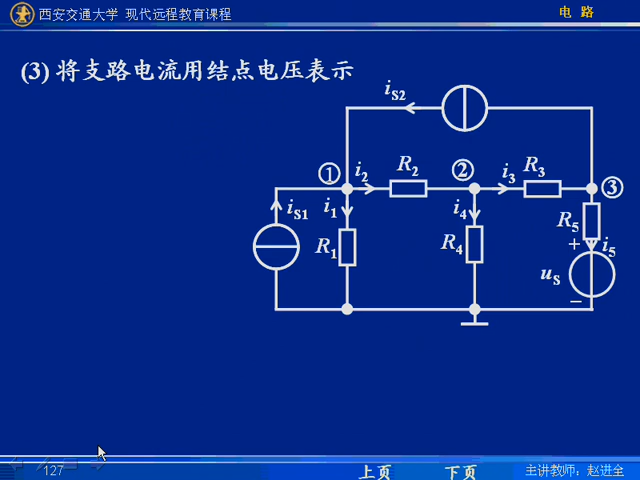 西安交通大学 现代远程教育课程
电 路
(3) 将支路电流用结点电压表示
iS2
① i2 R2 ② i3 R3 ③
iS1 i1 i4 R5
R1 R4 + i5
uS
−
127 上页 下页 主讲教师：赵进全